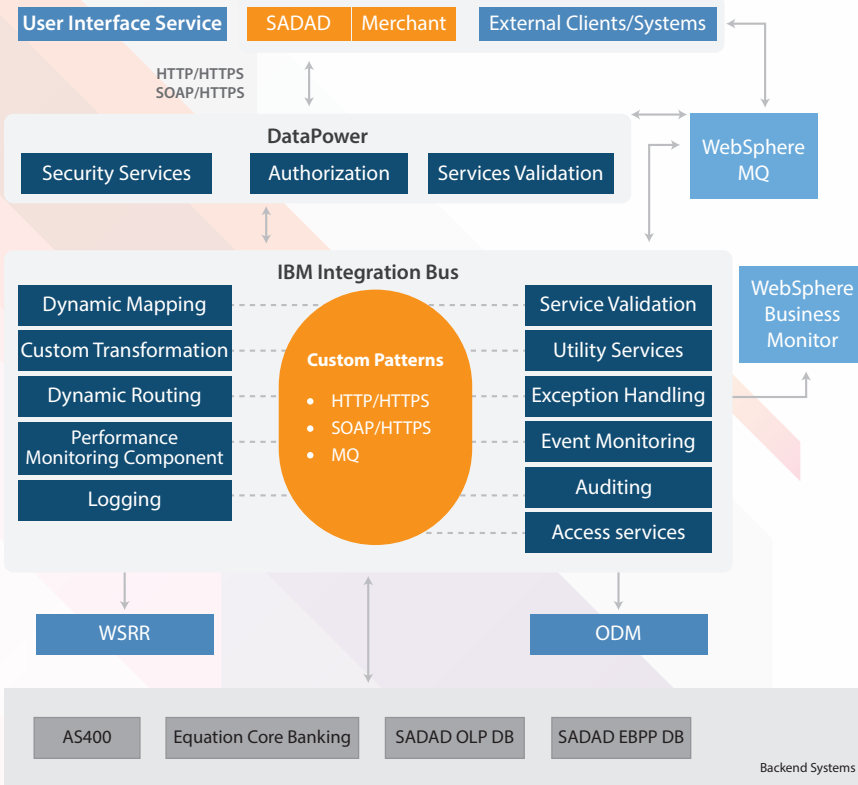 User Interface Service
SADAD
Merchant
External Clients/Systems
HTTP/HTTPS
SOAP/HTTPS
DataPower
Security Services
Authorization
Services Validation
WebSphere
MQ
IBM Integration Bus
Dynamic Mapping
Custom Transformation
Dynamic Routing
Performance
Monitoring Component
Logging
Custom Patterns
• HTTP/HTTPS
• SOAP/HTTPS
• MQ
Service Validation
Utility Services
Exception Handling
Event Monitoring
Auditing
Access services
WebSphere
Business
Monitor
WSRR
ODM
AS400
Equation Core Banking
SADAD OLP DB
SADAD EBPP DB
Backend Systems